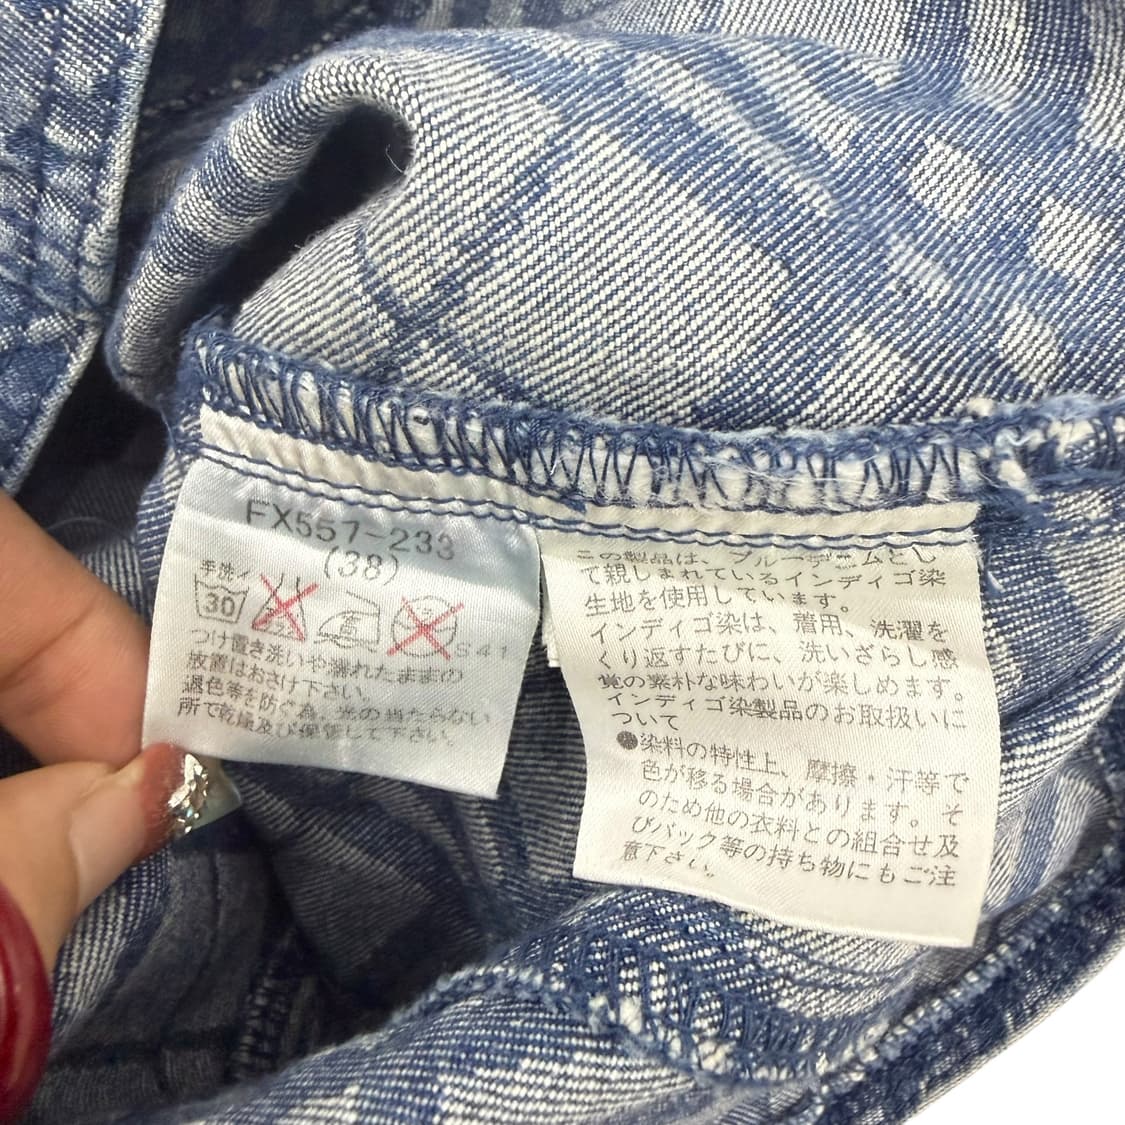 FX557-233
(38)
手洗イ
30
エンソ
サラシ
高
ドライ
S41
つけ置き洗いや濡れたままの
放置はおさけ下さい。
退色等を防ぐ為、光の当たらない
所で乾燥及び保管して下さい。
この製品は、ブルーデニムとし
て親しまれているインディゴ染
生地を使用しています。
インディゴ染は、着用、洗濯を
くり返すたびに、洗いざらし感
覚の素朴な味わいが楽しめます。
インディゴ染製品のお取扱いに
ついて
●染料の特性上、摩擦・汗等で
色が移る場合があります。そ
のため他の衣料との組合せ及
びバック等の持ち物にもご注
意下さい。